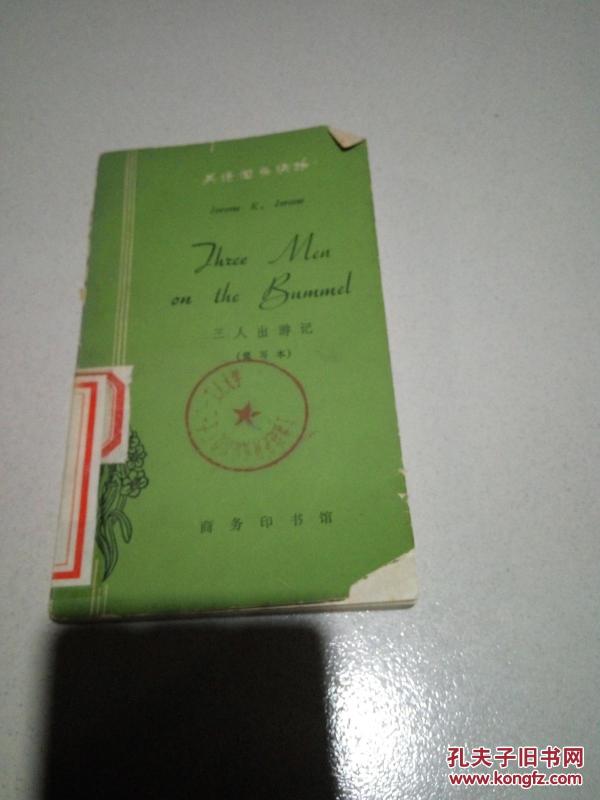 英语简易读物
Jerome K. Jerome
Three Men
on the Bummel
三人出游记
(简写本)
商务印书馆
孔夫子旧书网
www.kongfz.com